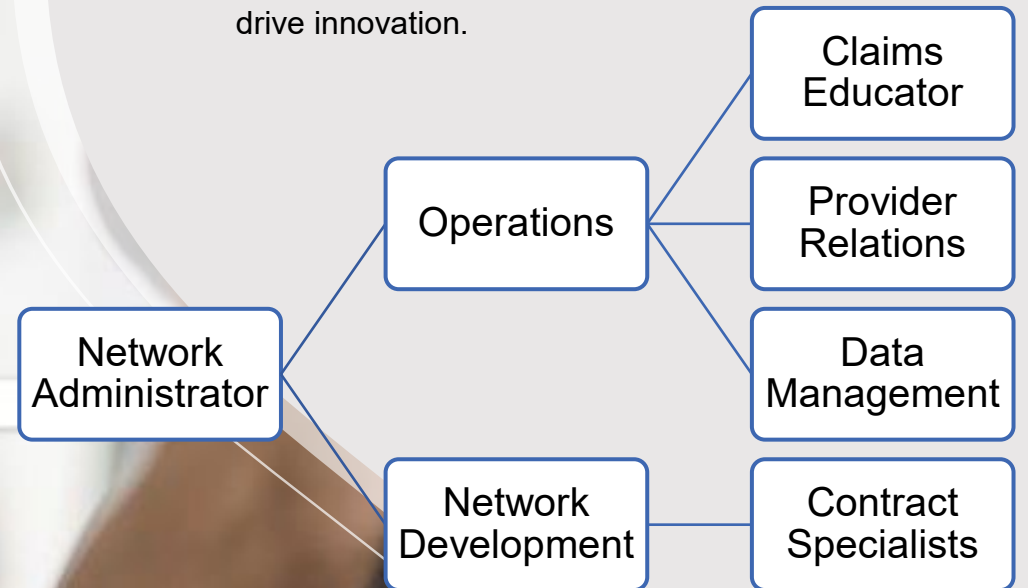 drive innovation.
Claims
Educator
Operations
Provider
Relations
Network
Administrator
Data
Management
Network
Development
Contract
Specialists